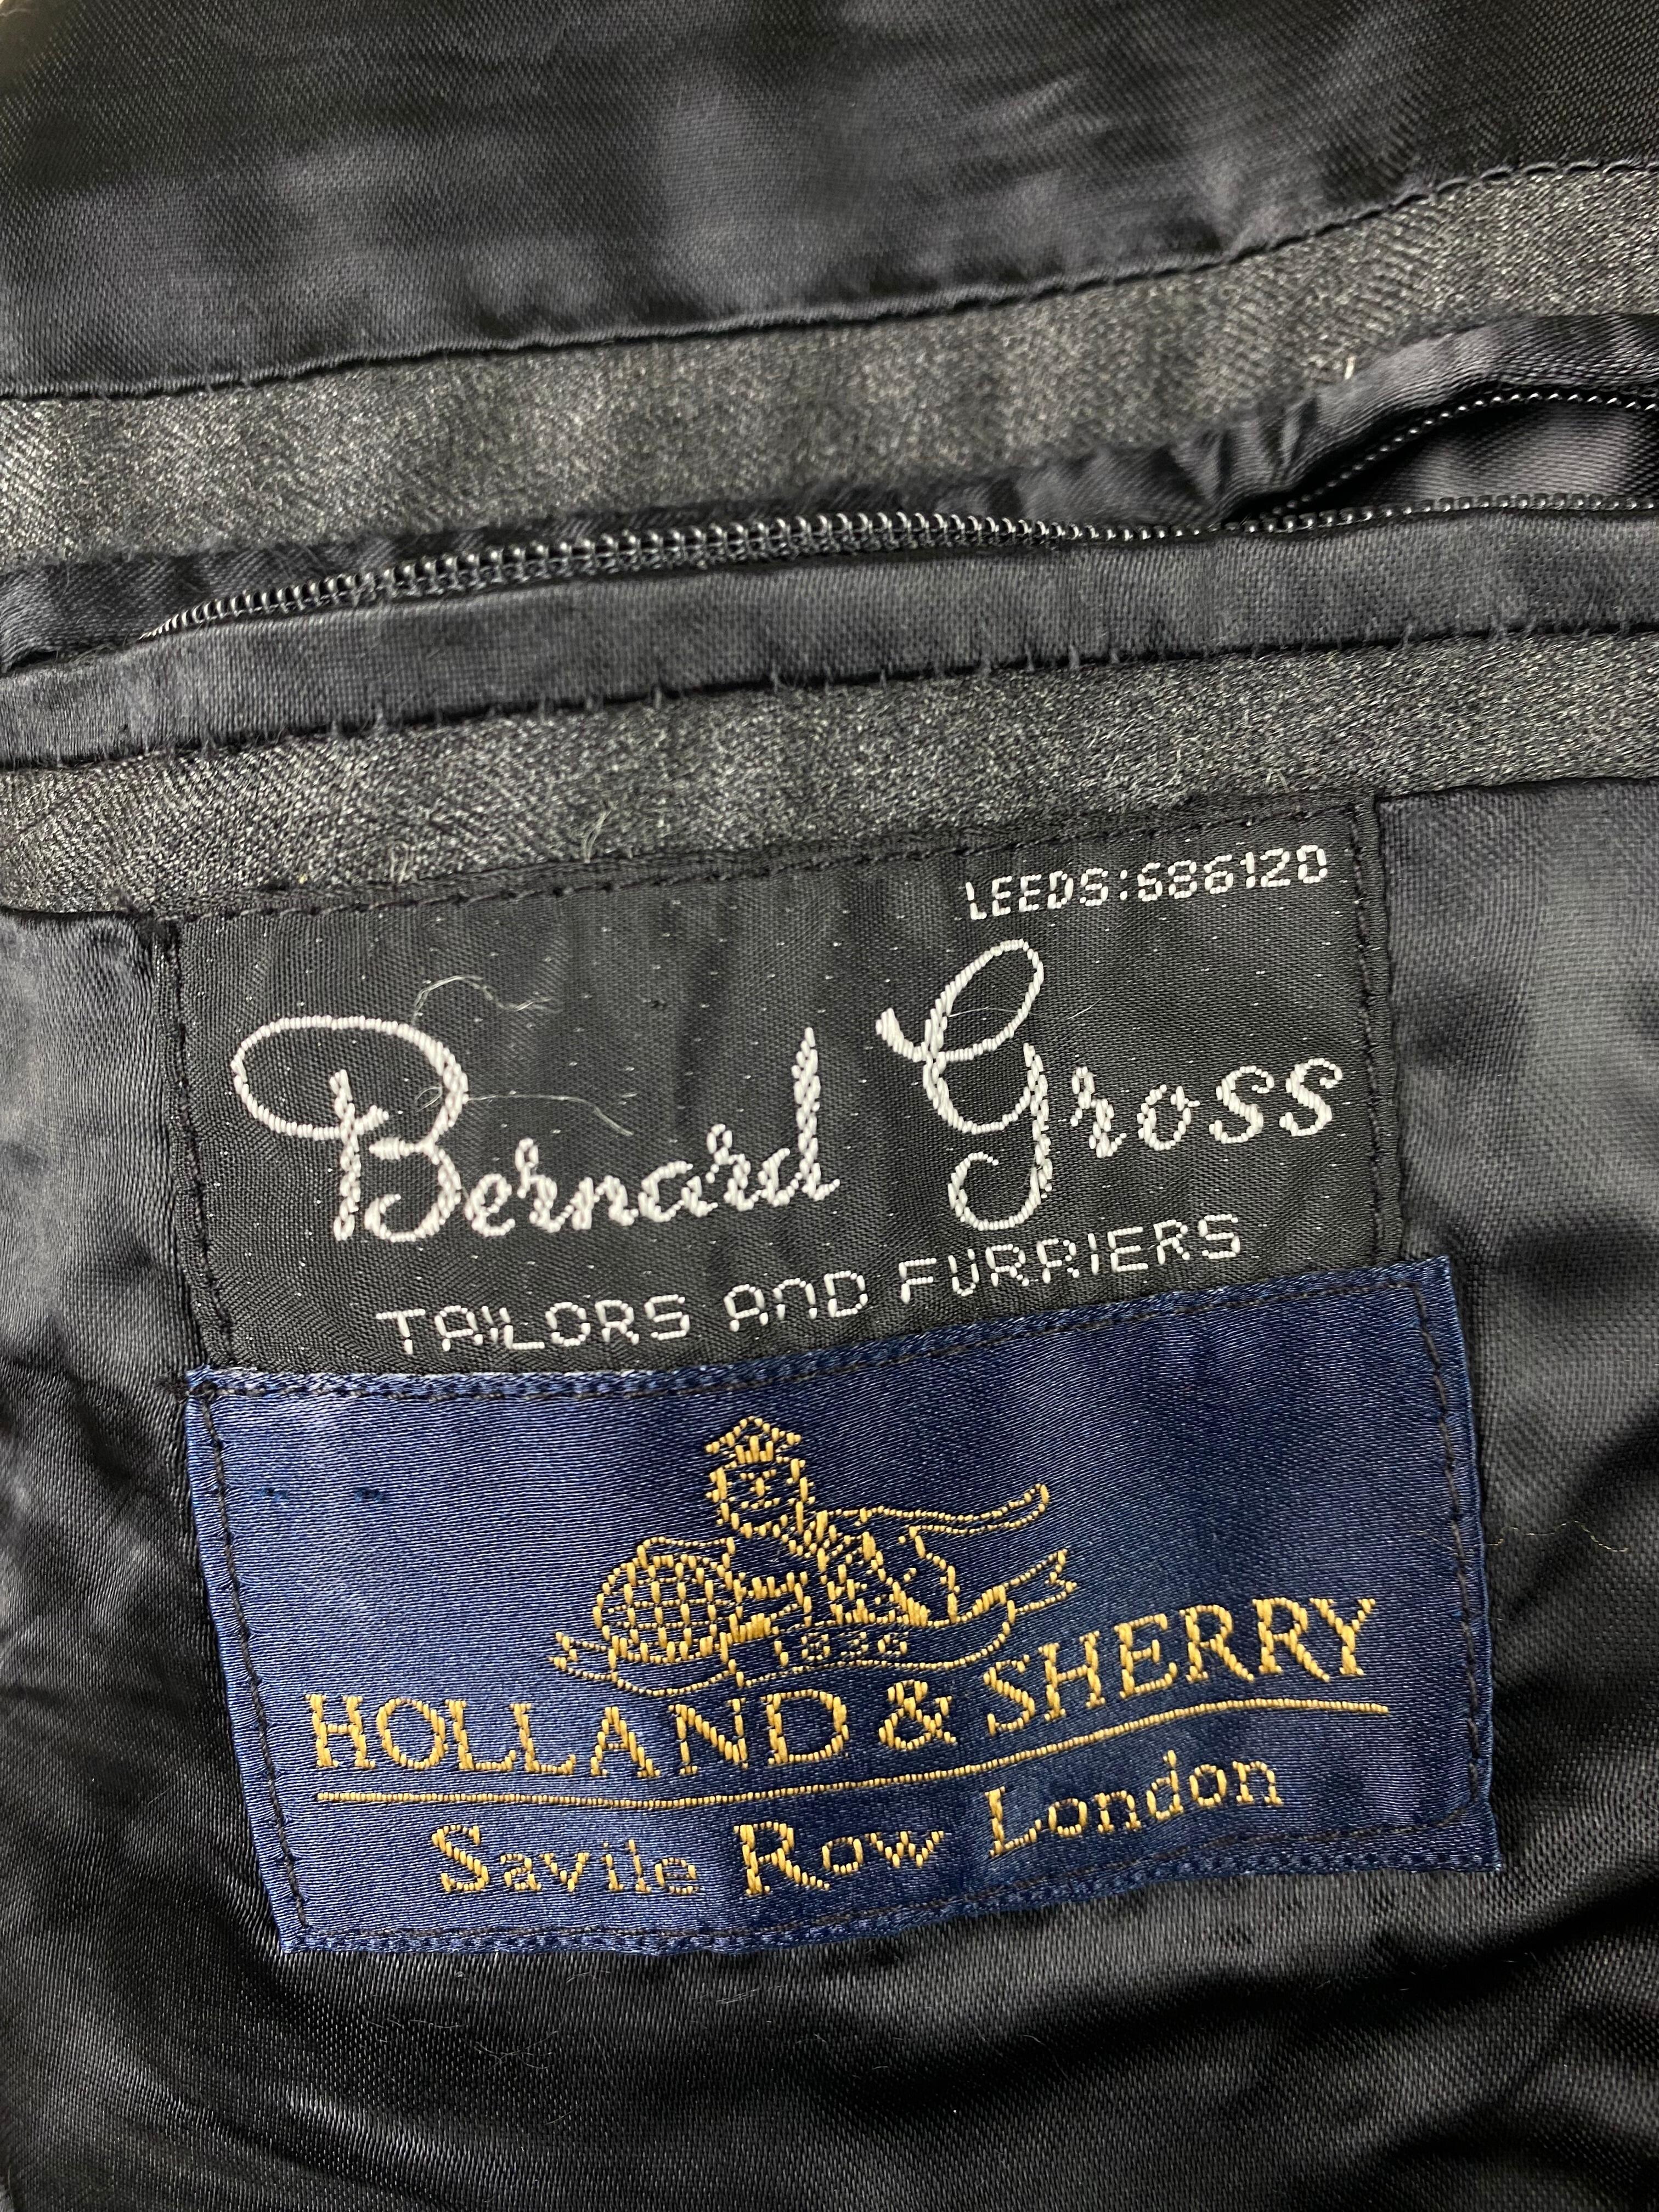 LEEDS:686120
Bernard Gross
TAILORS AND FURRIERS
1836
HOLLAND & SHERRY
Savile Row London